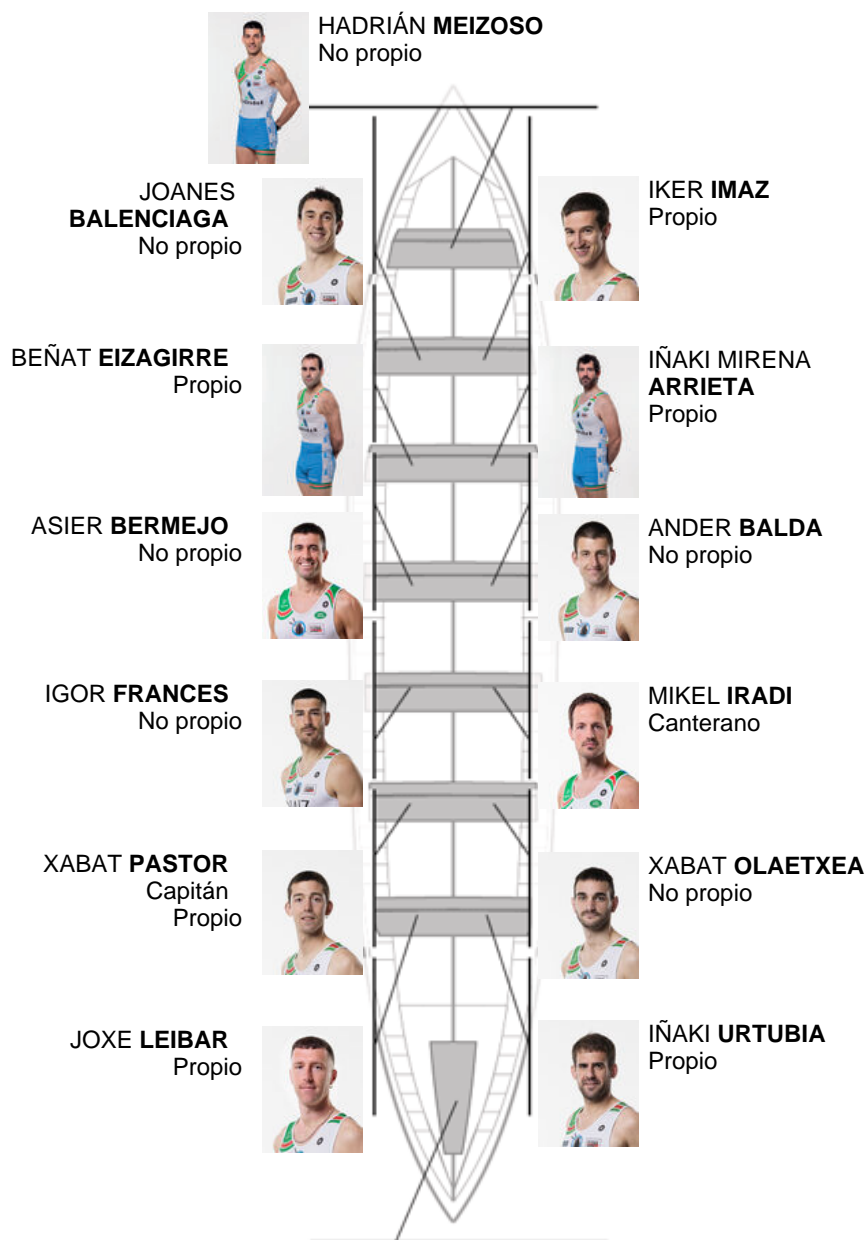 HADRIÁN MEIZOSO
No propio
JOANES
BALENCIAGA
No propio
IKER IMAZ
Propio
BEÑAT EIZAGIRRE
Propio
IÑAKI MIRENA
ARRIETA
Propio
ASIER BERMEJO
No propio
ANDER BALDA
No propio
IGOR FRANCES
No propio
MIKEL IRADI
Canterano
XABAT PASTOR
Capitán
Propio
XABAT OLAETXEA
No propio
JOXE LEIBAR
Propio
IÑAKI URTUBIA
Propio